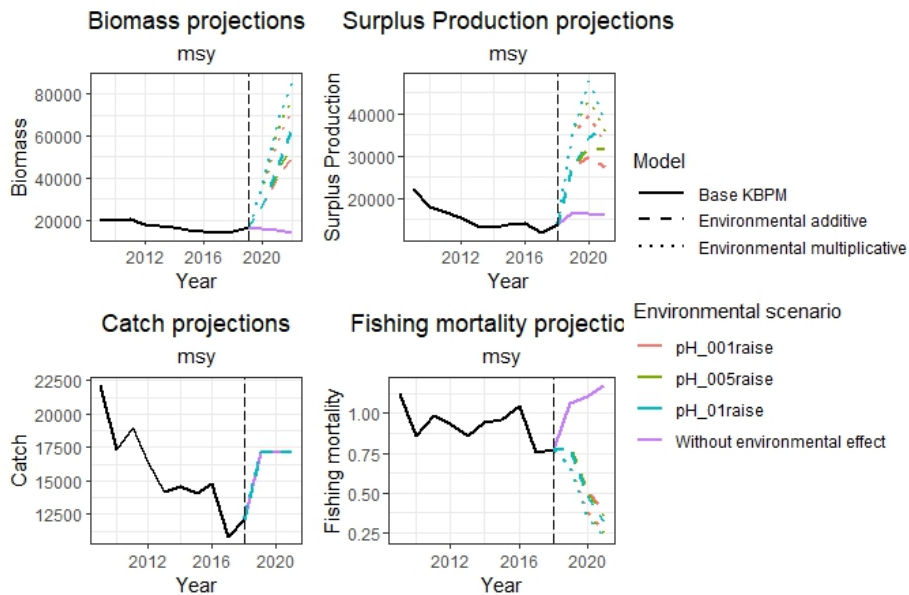 Biomass projections
msy
80000
60000
40000
20000
Biomass
2012
2016
2020
Year
Surplus Production projections
msy
40000
30000
20000
Surplus Production
2012
2016
2020
Year
Catch projections
msy
22500
20000
17500
15000
12500
Catch
2012
2016
2020
Year
Fishing mortality projectio
msy
1.00
0.75
0.50
0.25
Fishing mortality
2012
2016
2020
Year
Model
Base KBPM
Environmental additive
Environmental multiplicative
Environmental scenario
pH_001raise
pH_005raise
pH_01raise
Without environmental effect